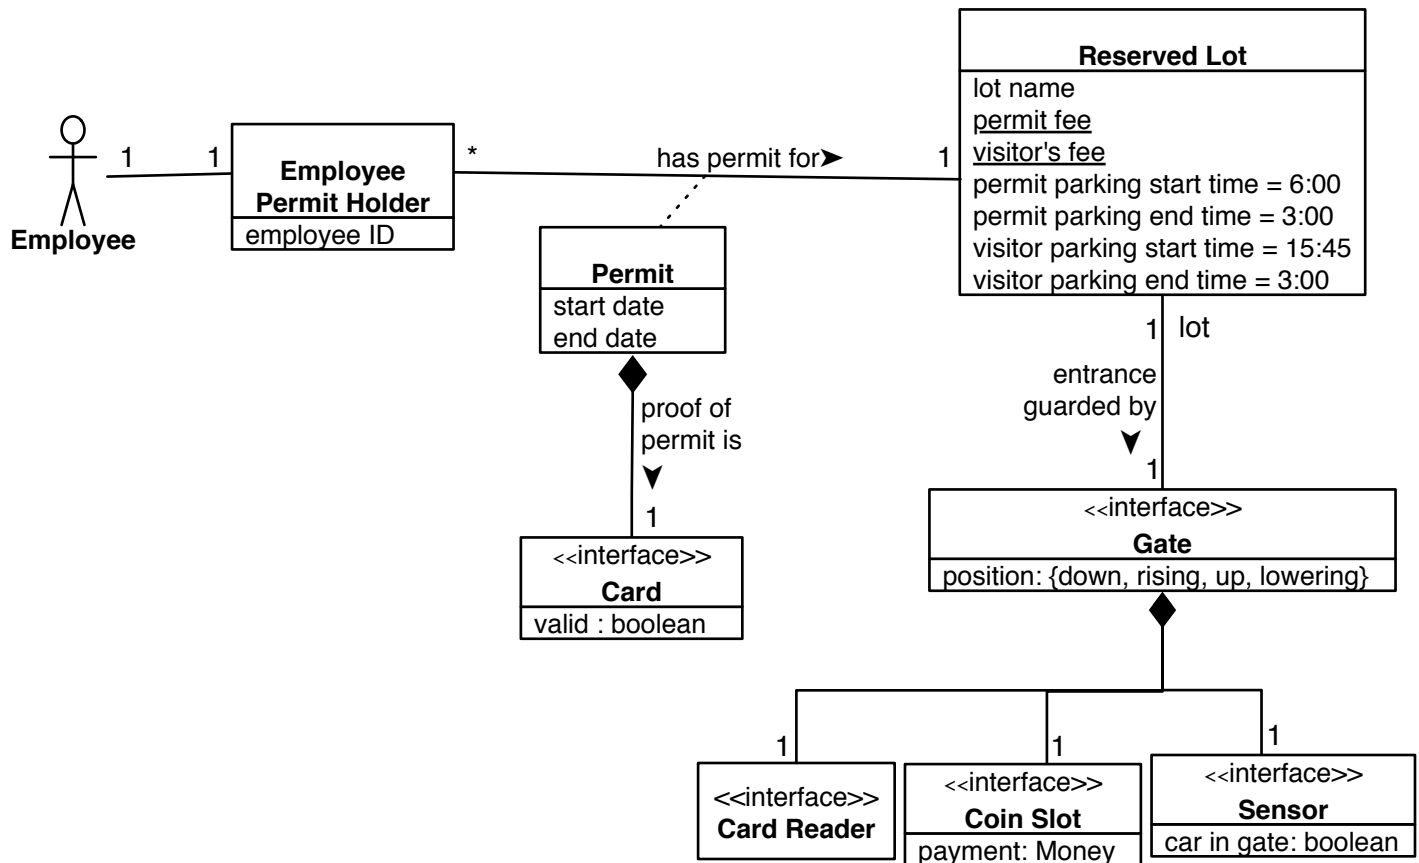 Employee
1
1
Employee
Permit Holder
employee ID
*
has permit for
1
Reserved Lot
lot name
permit fee
visitor's fee
permit parking start time = 6:00
permit parking end time = 3:00
visitor parking start time = 15:45
visitor parking end time = 3:00
Permit
start date
end date
proof of
permit is
1
<<interface>>
Card
valid : boolean
1 lot
entrance
guarded by
1
<<interface>>
Gate
position: {down, rising, up, lowering}
1
<<interface>>
Card Reader
1
<<interface>>
Coin Slot
payment: Money
1
<<interface>>
Sensor
car in gate: boolean